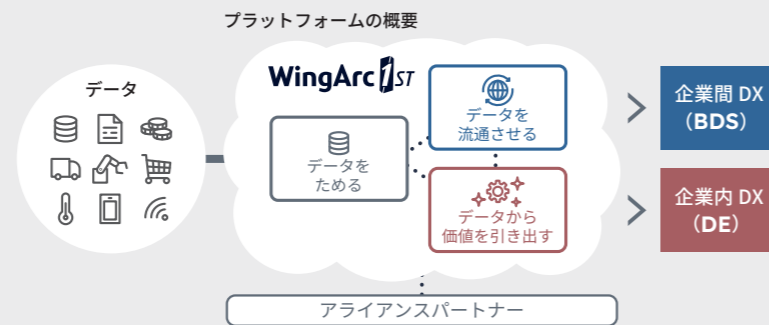 プラットフォームの概要
データ
WingArc1ST
データを
ためる
データを
流通させる
データから
価値を引き出す
企業間 DX
（BDS）
企業内 DX
（DE）
アライアンスパートナー